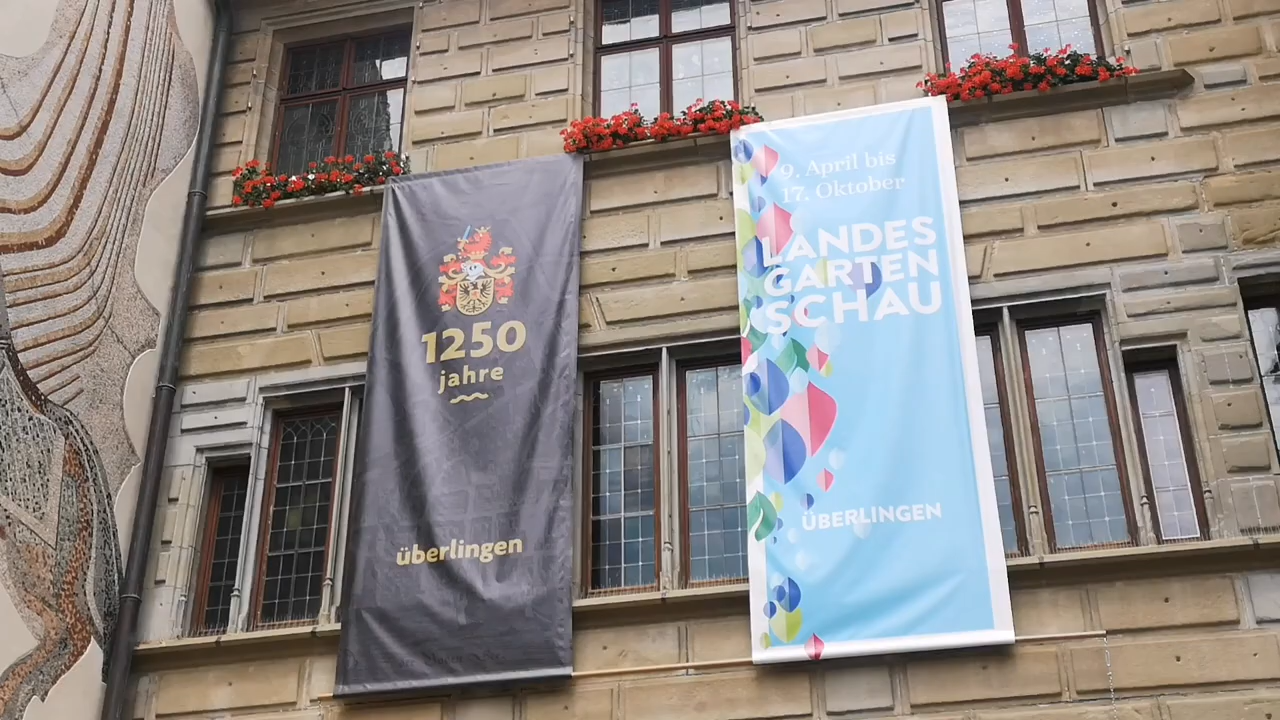 1250
jahre
überlingen
9. April bis
17. Oktober
LANDES
GARTEN
SCHAU
ÜBERLINGEN